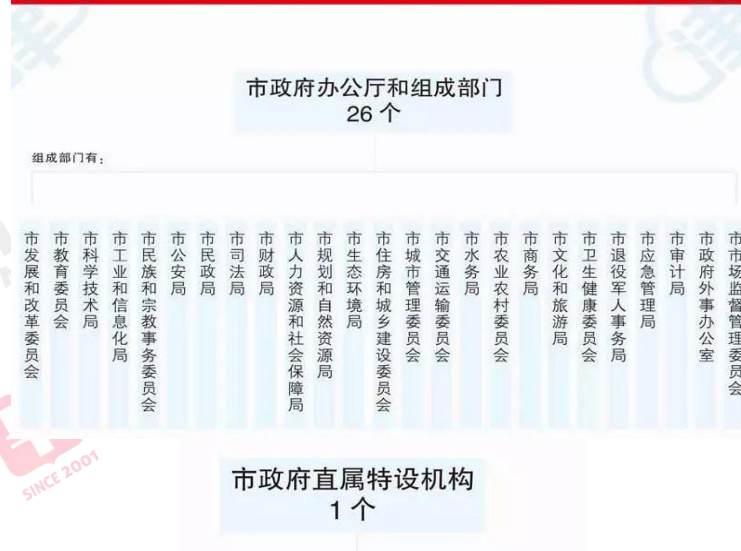 市政府办公厅和组成部门
26个
组成部门有：
市发展和改革委员会
市教育委员会
市科学技术局
市工业和信息化局
市民族和宗教事务委员会
市公安局
市民政局
市司法局
市财政局
市人力资源和社会保障局
市规划和自然资源局
市生态环境局
市住房和城乡建设委员会
市城市管理委员会
市交通运输委员会
市水务局
市农业农村委员会
市商务局
市文化和旅游局
市卫生健康委员会
市退役军人事务局
市应急管理局
市审计局
市政府外事办公室
市市场监督管理委员会
SINCE 2001
市政府直属特设机构
1个